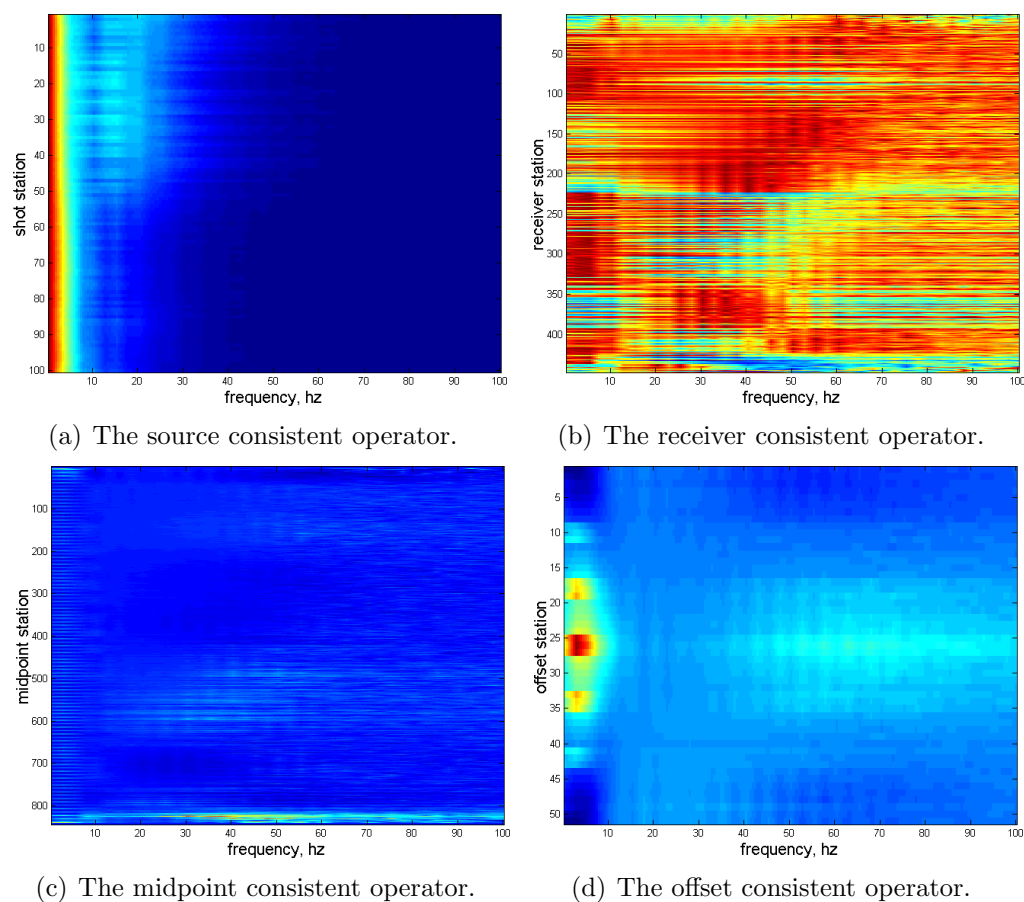 10
20
30
40
50
60
70
80
90
100
shot station
10 20 30 40 50 60 70 80 90 100
frequency, hz
50
100
150
200
250
300
350
400
receiver station
10 20 30 40 50 60 70 80 90 100
frequency, hz
(a) The source consistent operator.
(b) The receiver consistent operator.
100
200
300
400
500
600
700
800
midpoint station
10 20 30 40 50 60 70 80 90 100
frequency, hz
5
10
15
20
25
30
35
40
45
50
offset station
10 20 30 40 50 60 70 80 90 100
frequency, hz
(c) The midpoint consistent operator.
(d) The offset consistent operator.